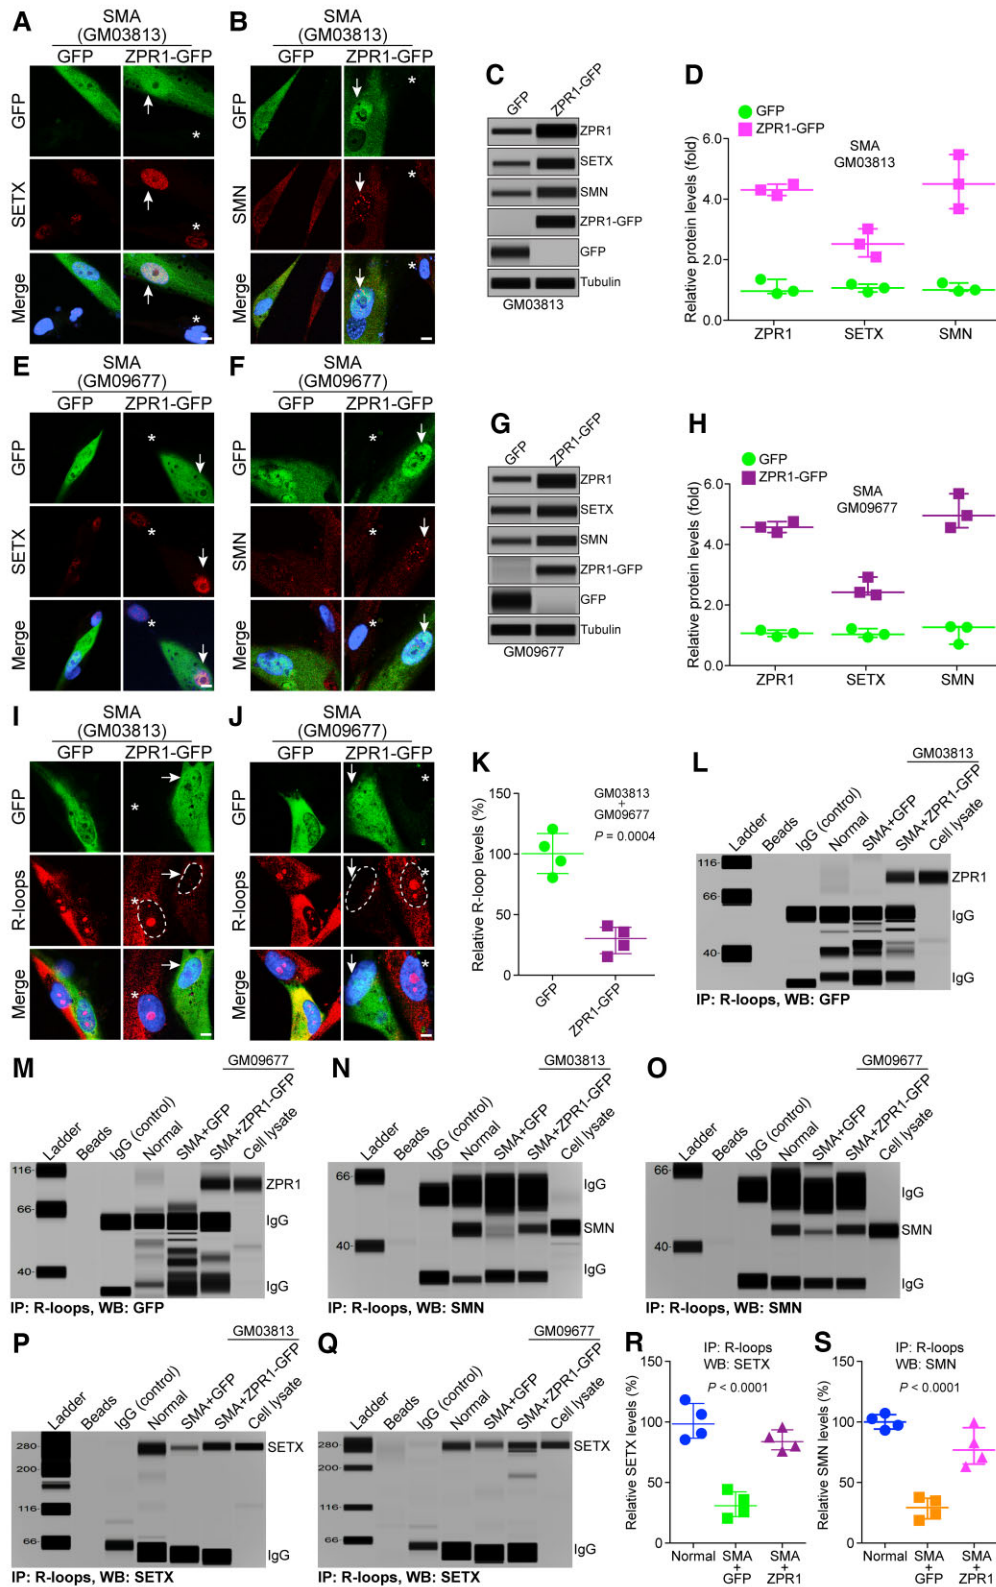 A
SMA
(GM03813)
GFP
ZPR1-GFP
GFP
*
SETX
*
Merge
*
B
SMA
(GM03813)
GFP
ZPR1-GFP
*
SMN
*
Merge
*
C
GFP
ZPR1-GFP
ZPR1
SETX
SMN
ZPR1-GFP
GFP
Tubulin
GM03813
D
GFP
ZPR1-GFP
SMA
GM03813
Relative protein levels (fold)
6.0
4.0
2.0
0.0
ZPR1
SETX
SMN
E
SMA
(GM09677)
GFP
ZPR1-GFP
GFP
*
SETX
*
Merge
*
F
SMA
(GM09677)
GFP
ZPR1-GFP
*
SMN
*
Merge
*
G
GFP
ZPR1-GFP
ZPR1
SETX
SMN
ZPR1-GFP
GFP
Tubulin
GM09677
H
GFP
ZPR1-GFP
SMA
GM09677
Relative protein levels (fold)
6.0
4.0
2.0
0.0
ZPR1
SETX
SMN
I
SMA
(GM03813)
GFP
ZPR1-GFP
GFP
*
R-loops
*
Merge
*
J
SMA
(GM09677)
GFP
ZPR1-GFP
*
*
*
K
GM03813
+
GM09677
P = 0.0004
Relative R-loop levels (%)
150
100
50
0
GFP
ZPR1-GFP
L
GM03813
Ladder
Beads
IgG (control)
Normal
SMA+GFP
SMA+ZPR1-GFP
Cell lysate
116-
66-
40-
ZPR1
IgG
IgG
IP: R-loops, WB: GFP
M
GM09677
Ladder
Beads
IgG (control)
Normal
SMA+GFP
SMA+ZPR1-GFP
Cell lysate
116-
66-
40-
ZPR1
IgG
IgG
IP: R-loops, WB: GFP
N
GM03813
Ladder
Beads
IgG (control)
Normal
SMA+GFP
SMA+ZPR1-GFP
Cell lysate
66-
40-
IgG
SMN
IgG
IP: R-loops, WB: SMN
O
GM09677
Ladder
Beads
IgG (control)
Normal
SMA+GFP
SMA+ZPR1-GFP
Cell lysate
66-
40-
IgG
SMN
IgG
IP: R-loops, WB: SMN
P
GM03813
Ladder
Beads
IgG (control)
Normal
SMA+GFP
SMA+ZPR1-GFP
Cell lysate
280-
200-
116-
66-
SETX
IgG
IP: R-loops, WB: SETX
Q
GM09677
Ladder
Beads
IgG (control)
Normal
SMA+GFP
SMA+ZPR1-GFP
Cell lysate
280-
200-
116-
66-
SETX
IgG
IP: R-loops, WB: SETX
R
IP: R-loops
WB: SETX
P < 0.0001
Relative SETX levels (%)
150
100
50
0
Normal
SMA
+
GFP
SMA
+
ZPR1
S
IP: R-loops
WB: SMN
P < 0.0001
Relative SMN levels (%)
150
100
50
0
Normal
SMA
+
GFP
SMA
+
ZPR1